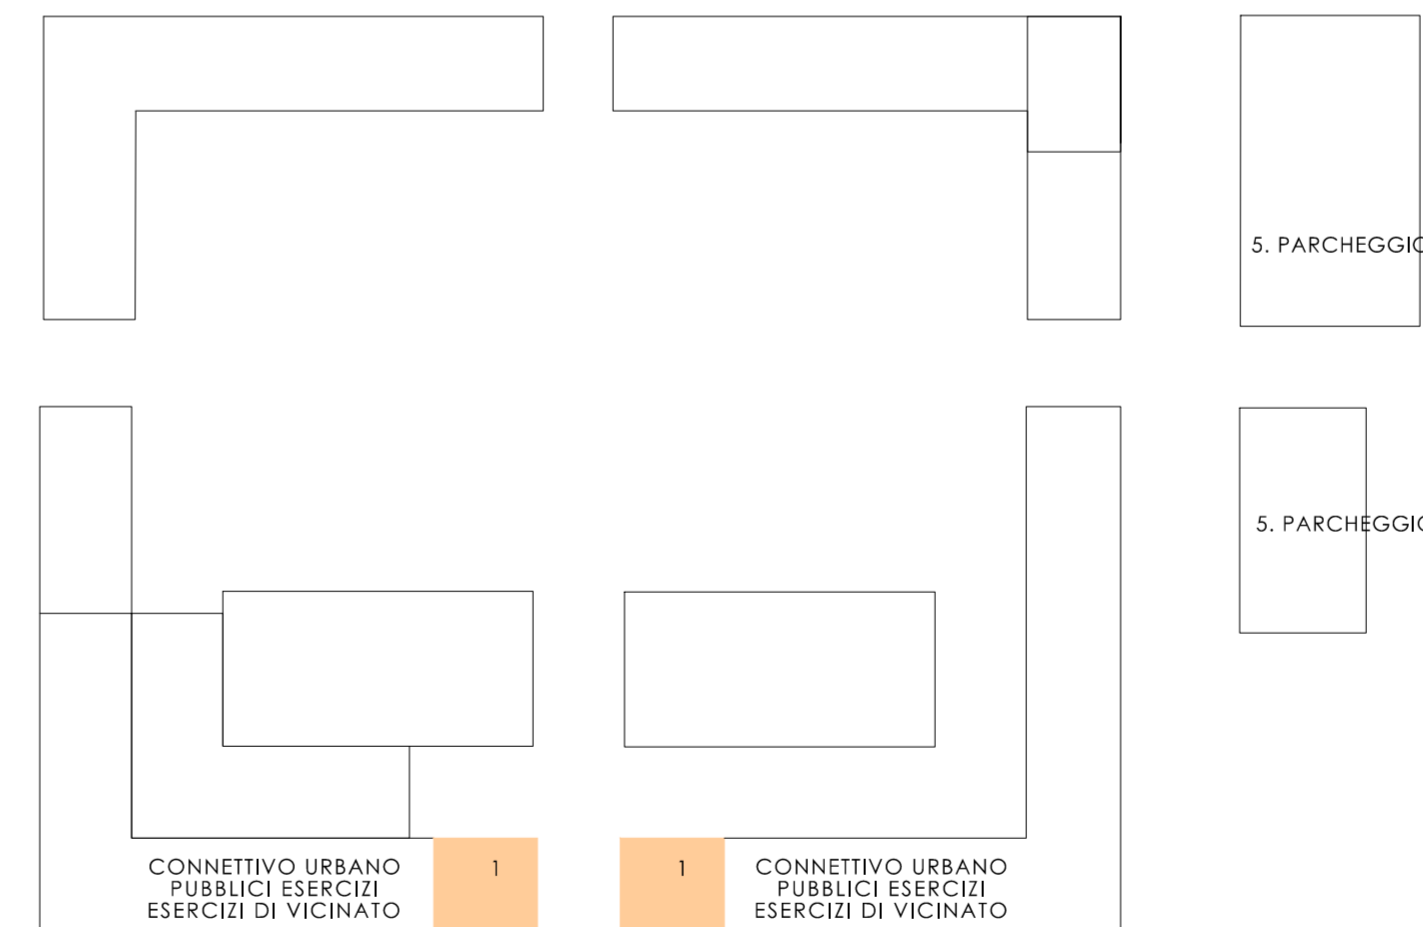 5. PARCHEGGIO
5. PARCHEGGIO
CONNETTIVO URBANO
PUBBLICI ESERCIZI
ESERCIZI DI VICINATO
1
1
CONNETTIVO URBANO
PUBBLICI ESERCIZI
ESERCIZI DI VICINATO